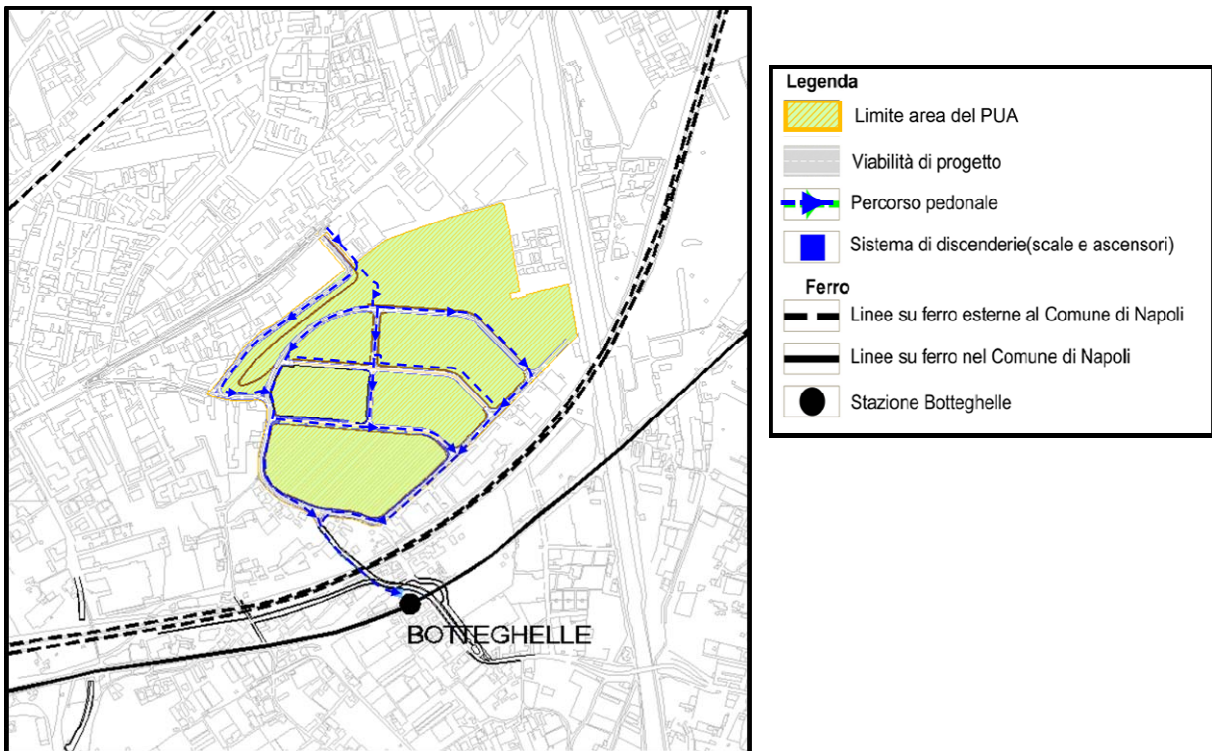 BOTTEGHELLE
Legenda
Limite area del PUA
Viabilità di progetto
Percorso pedonale
Sistema di discenderie(scale e ascensori)
Ferro
Linee su ferro esterne al Comune di Napoli
Linee su ferro nel Comune di Napoli
Stazione Botteghelle